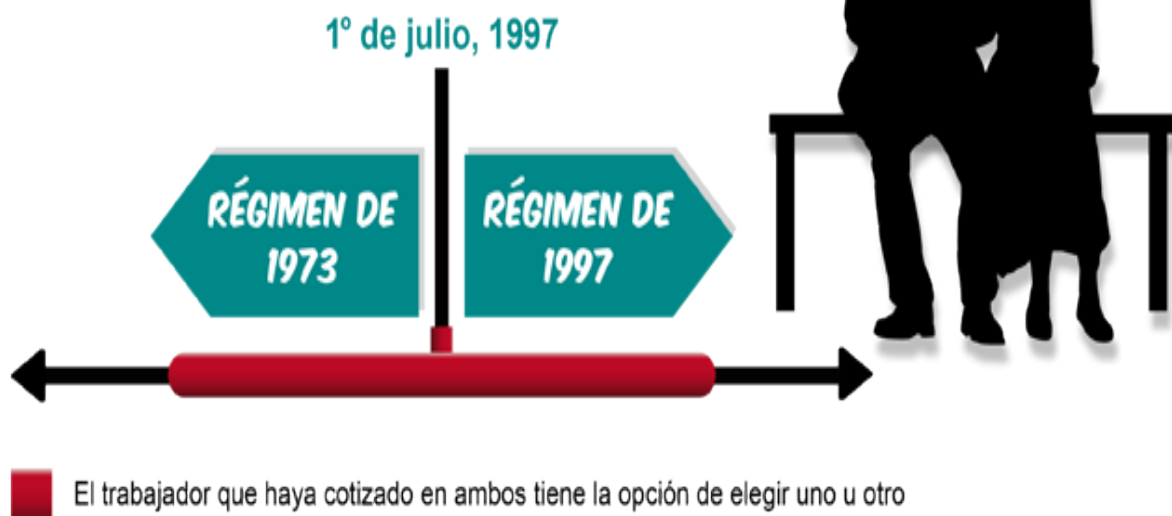 1º de julio, 1997
RÉGIMEN DE
1973
RÉGIMEN DE
1997
El trabajador que haya cotizado en ambos tiene la opción de elegir uno u otro